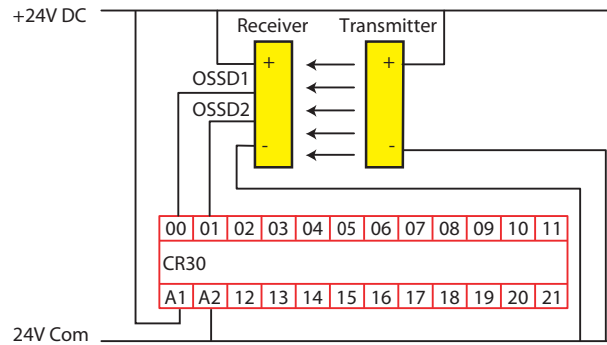 +24V DC
Receiver Transmitter
+ +
OSSD1
OSSD2
- -
00 01 02 03 04 05 06 07 08 09 10 11
CR30
A1 A2 12 13 14 15 16 17 18 19 20 21
24V Com